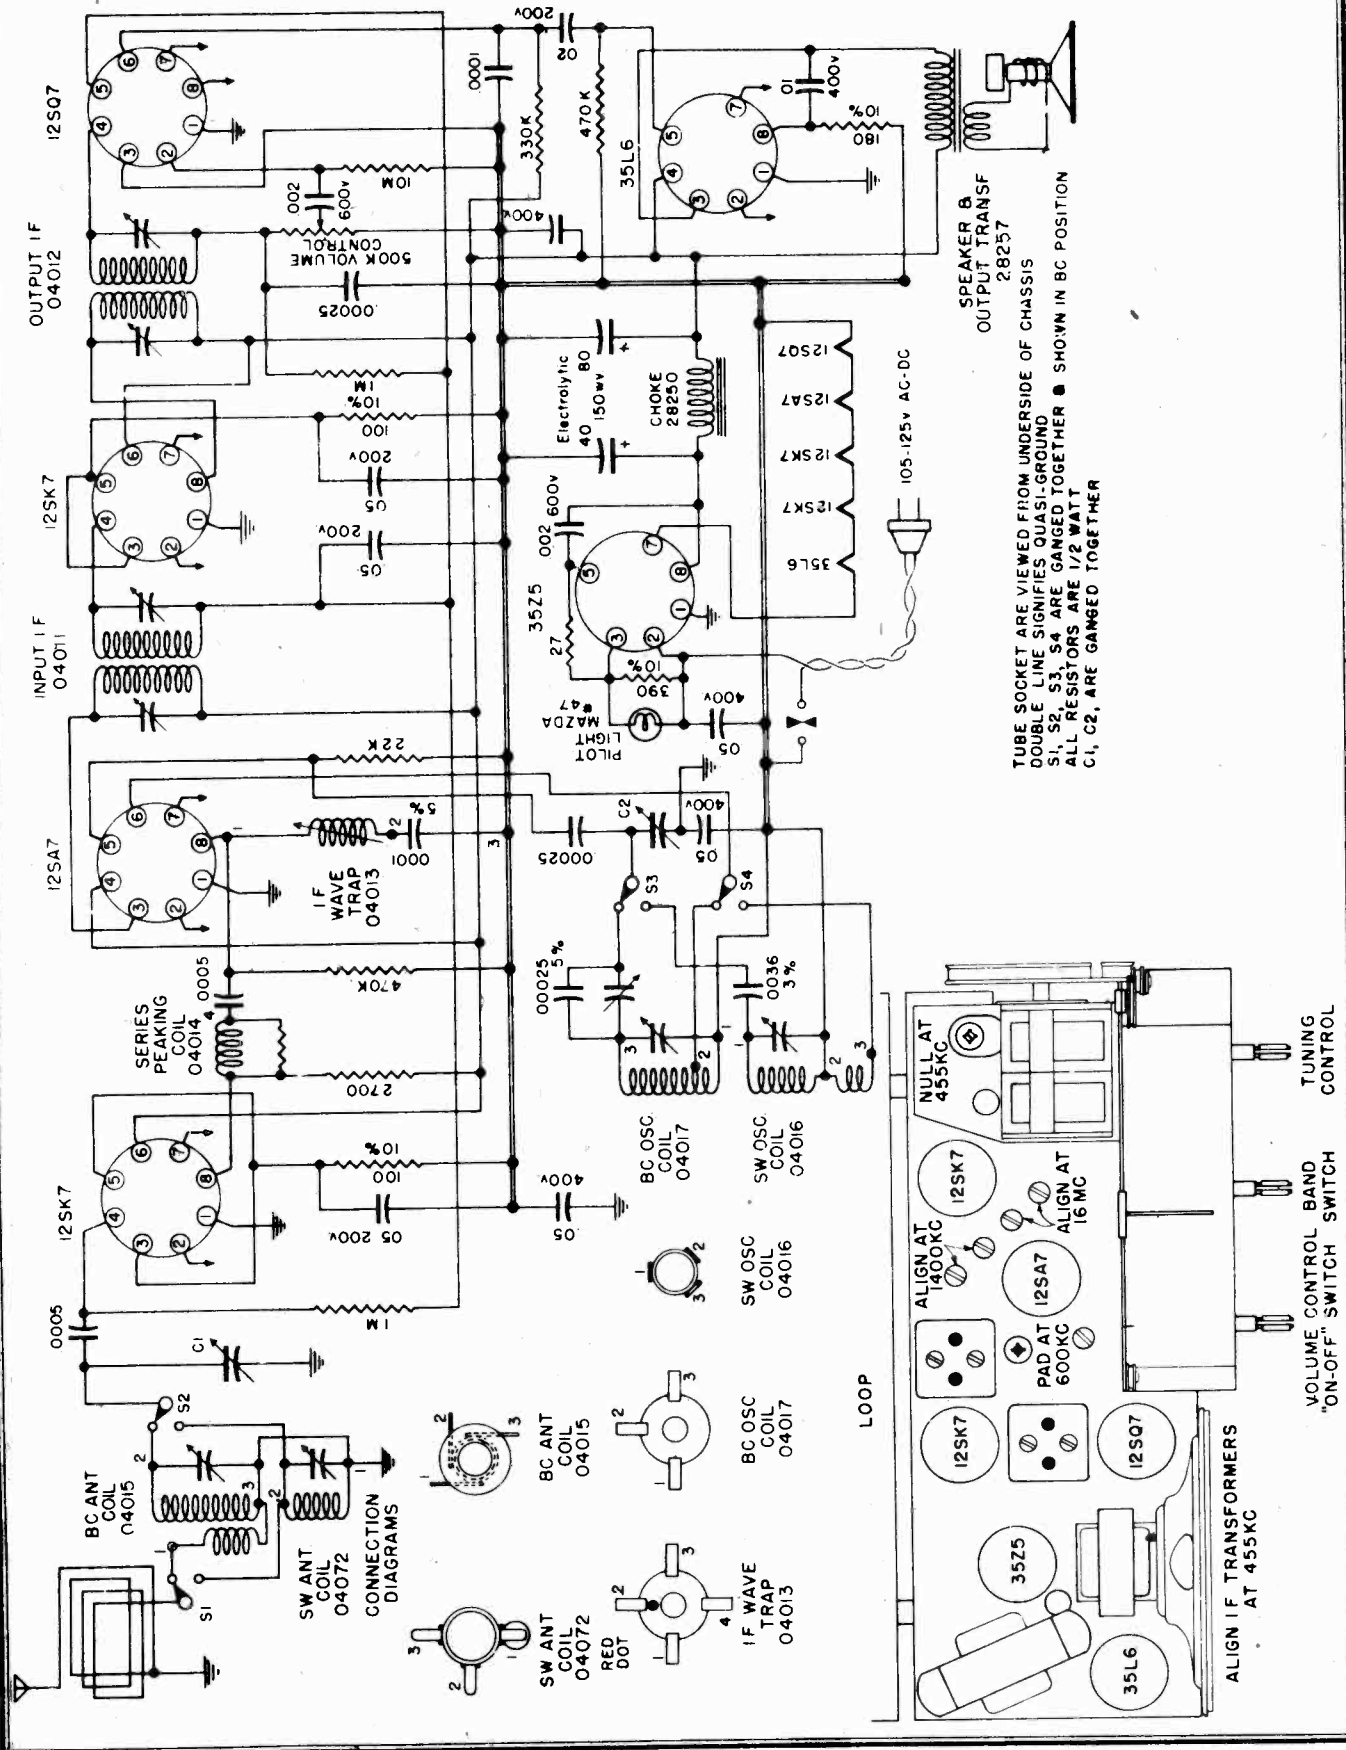 12SK7
12SA7
12SK7
12SQ7
INPUT IF
04011
OUTPUT IF
04012
BC ANT
COIL
04015
SERIES
PEAKING
COIL
04014
IF
WAVE
TRAP
04013
SW ANT
COIL
04072
CONNECTION
DIAGRAMS
S1
S2
C1
0005
1M
05 200v
100
10%
05
400v
2700
0005
470K
0001
5%
22K
05
200v
05
200v
100
10%
1M
.00025
500K VOLUME
CONTROL
.002
600v
10M
.0001
330K
02
200v
470K
400v
35L6
01
400v
180
10%
SPEAKER &
OUTPUT TRANSF
28257
Electrolytic
40 150wv 80
CHOKE
28250
35Z5
.002 600v
27
390
10%
PILOT
LIGHT
MAZDA
#47
05
400v
35L6
12SK7
12SK7
12SA7
12SQ7
105-125v AC-DC
00025
C2
05
400v
S3
S4
00025
5%
0036
3%
BC OSC
COIL
04017
SW OSC
COIL
04016
TUBE SOCKET ARE VIEWED FROM UNDERSIDE OF CHASSIS
DOUBLE LINE SIGNIFIES QUASI-GROUND
S1, S2, S3, S4 ARE GANGED TOGETHER & SHOWN IN BC POSITION
ALL RESISTORS ARE 1/2 WATT
C1, C2, ARE GANGED TOGETHER
SW ANT
COIL
04072
BC ANT
COIL
04015
SW OSC
COIL
04016
RED
DOT
IF WAVE
TRAP
04013
BC OSC
COIL
04017
LOOP
35L6
35Z5
12SK7
12SQ7
PAD AT
600KC
ALIGN AT
1400KC
12SA7
ALIGN AT
16MC
12SK7
NULL AT
455KC
ALIGN IF TRANSFORMERS
AT 455KC
VOLUME CONTROL
"ON-OFF" SWITCH
BAND
SWITCH
TUNING
CONTROL